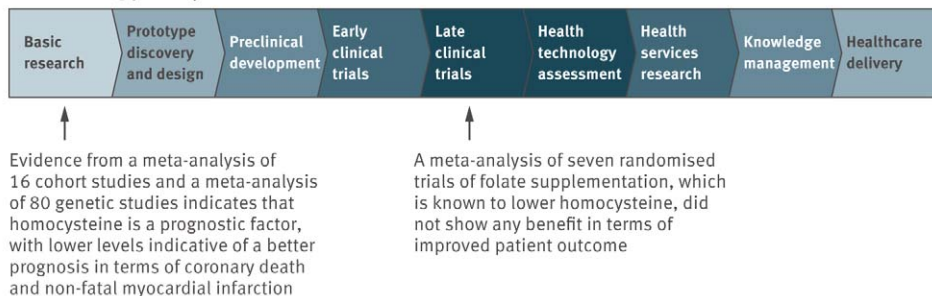 Basic
research
Prototype
discovery
and design
Preclinical
development
Early
clinical
trials
Late
clinical
trials
Health
technology
assessment
Health
services
research
Knowledge
management
Healthcare
delivery
Evidence from a meta-analysis of
16 cohort studies and a meta-analysis
of 80 genetic studies indicates that
homocysteine is a prognostic factor,
with lower levels indicative of a better
prognosis in terms of coronary death
and non-fatal myocardial infarction
A meta-analysis of seven randomised
trials of folate supplementation, which
is known to lower homocysteine, did
not show any benefit in terms of
improved patient outcome